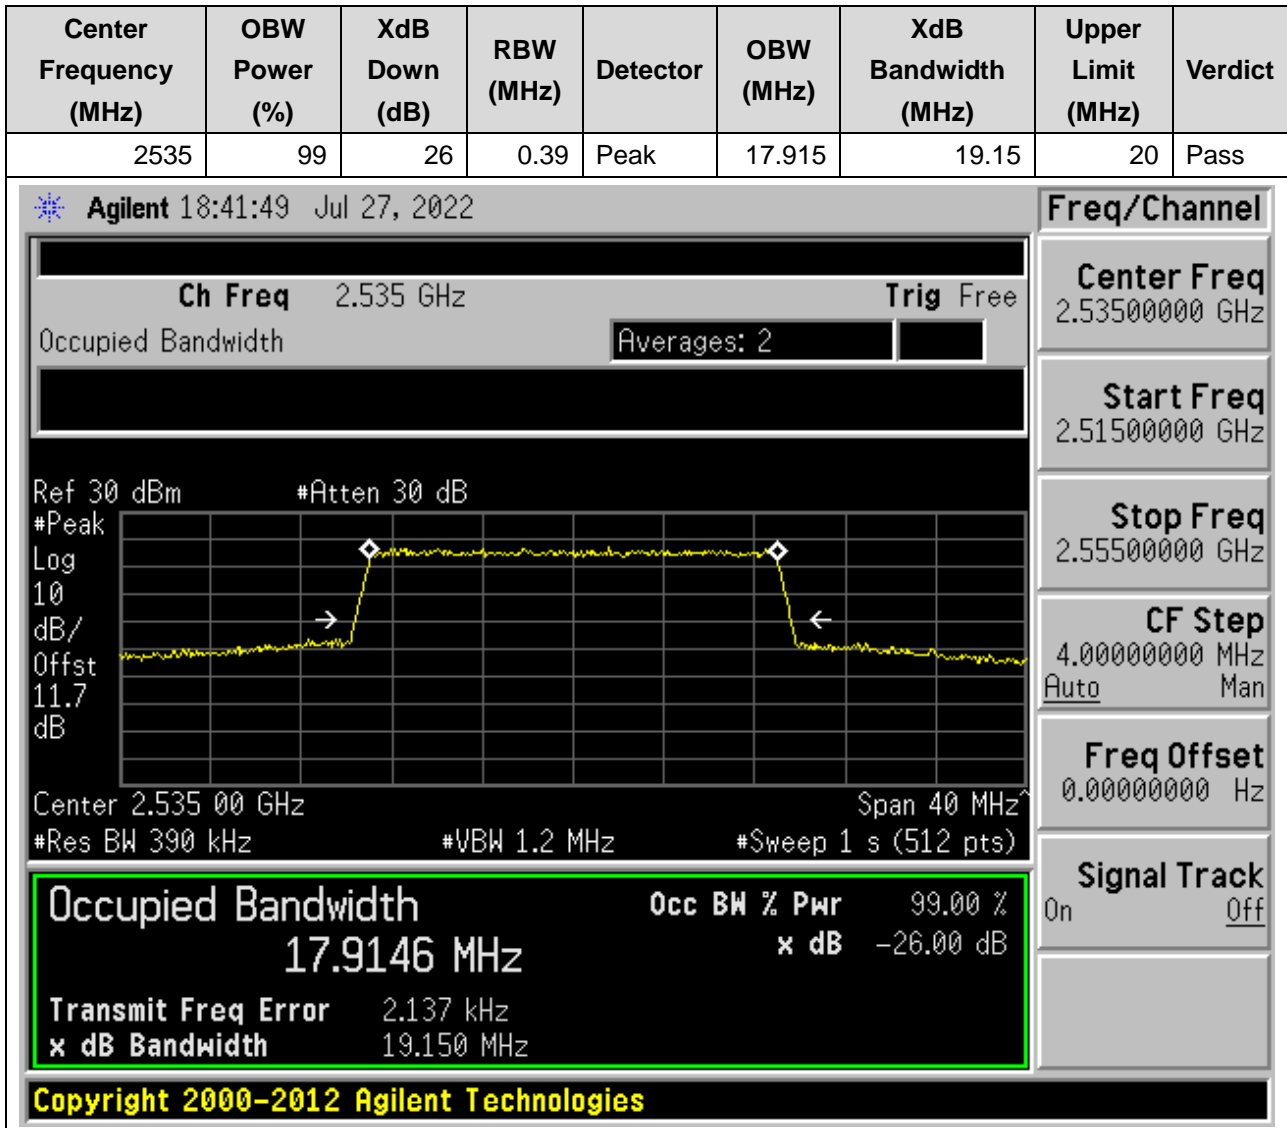 Center Frequency (MHz) OBW Power (%) XdB Down (dB) RBW (MHz) Detector OBW (MHz) XdB Bandwidth (MHz) Upper Limit (MHz) Verdict
2535 99 26 0.39 Peak 17.915 19.15 20 Pass
Agilent 18:41:49 Jul 27, 2022
Freq/Channel
Ch Freq 2.535 GHz Trig Free
Occupied Bandwidth Averages: 2
Center Freq
2.53500000 GHz
Start Freq
2.51500000 GHz
Stop Freq
2.55500000 GHz
CF Step
4.00000000 MHz
Auto Man
Freq Offset
0.00000000 Hz
Signal Track
On Off
Ref 30 dBm #Atten 30 dB
#Peak
Log
10
dB/
Offst
11.7
dB
Center 2.535 00 GHz Span 40 MHz^
#Res BW 390 kHz #VBW 1.2 MHz #Sweep 1 s (512 pts)
Occupied Bandwidth Occ BW % Pwr 99.00 %
17.9146 MHz x dB -26.00 dB
Transmit Freq Error 2.137 kHz
x dB Bandwidth 19.150 MHz
Copyright 2000-2012 Agilent Technologies